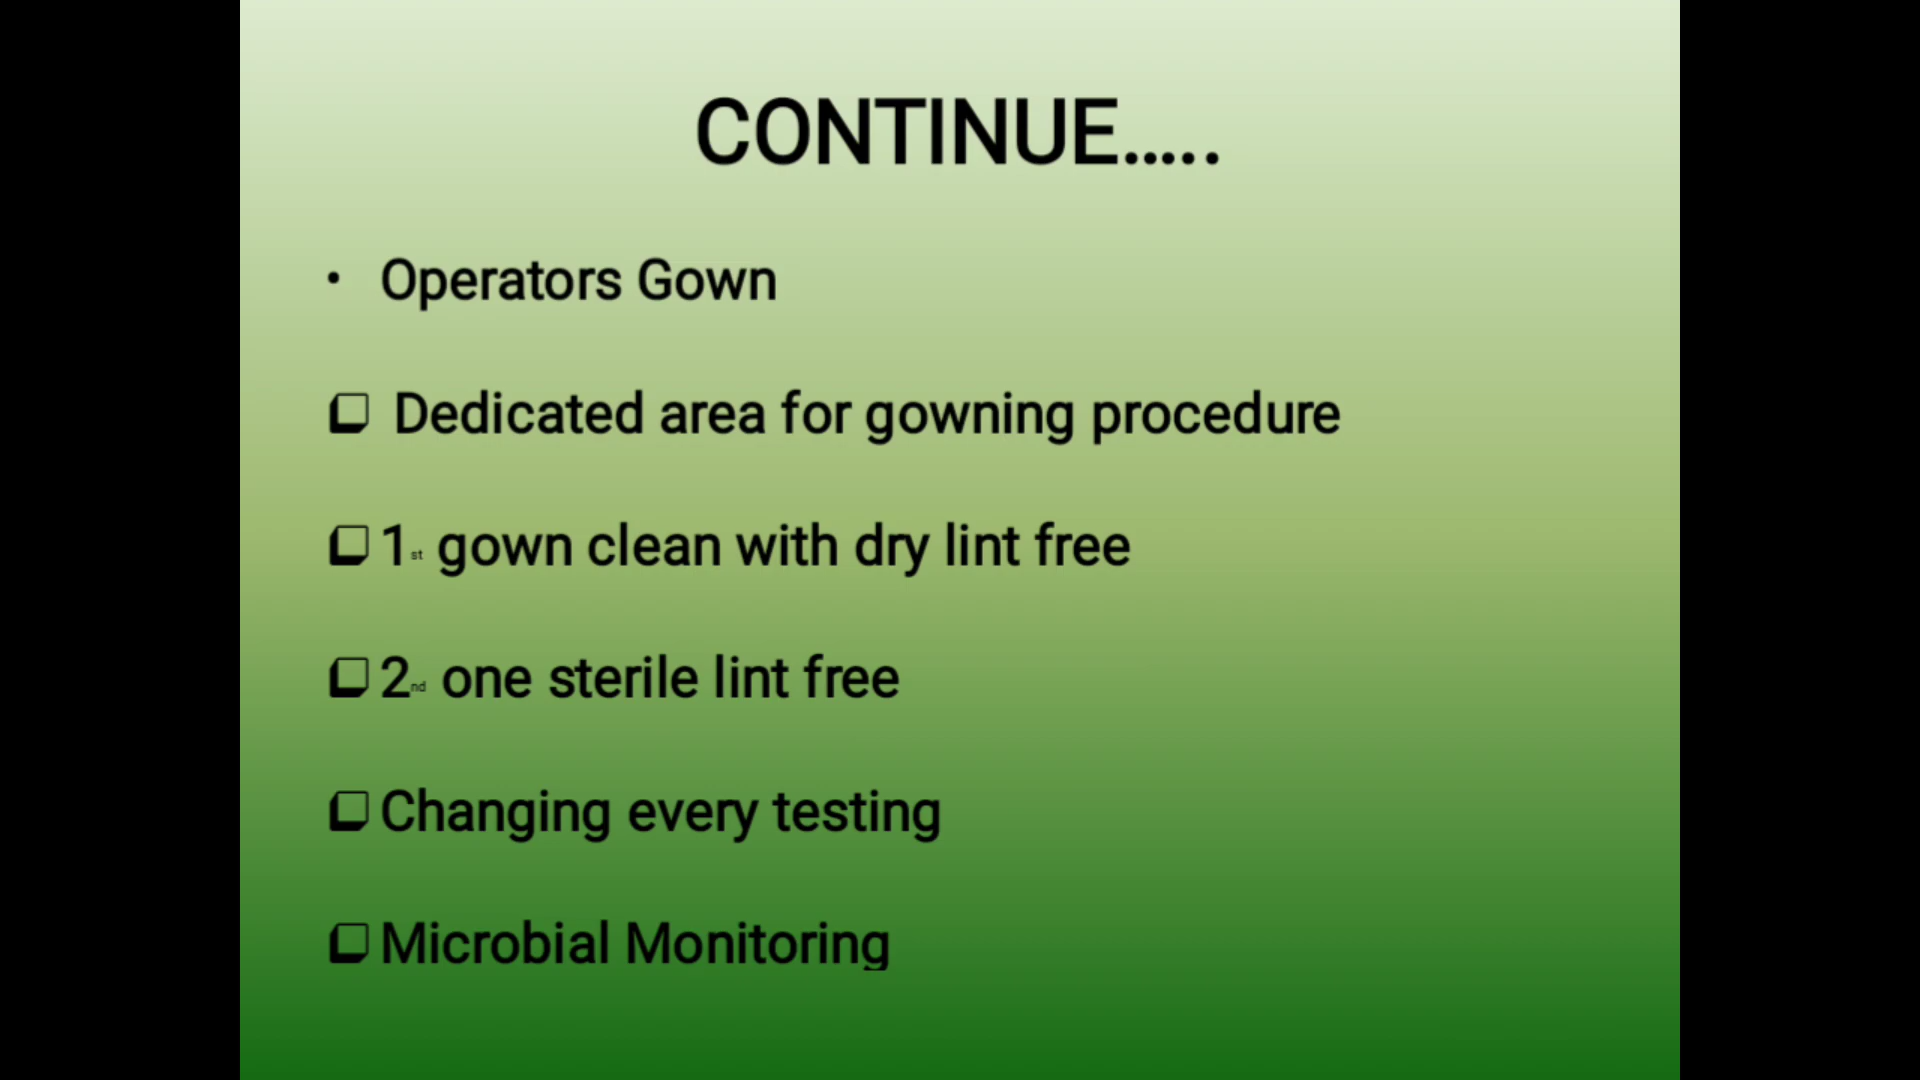 CONTINUE.....
• Operators Gown
❑ Dedicated area for gowning procedure
❑ 1st gown clean with dry lint free
❑ 2nd one sterile lint free
❑ Changing every testing
❑ Microbial Monitoring